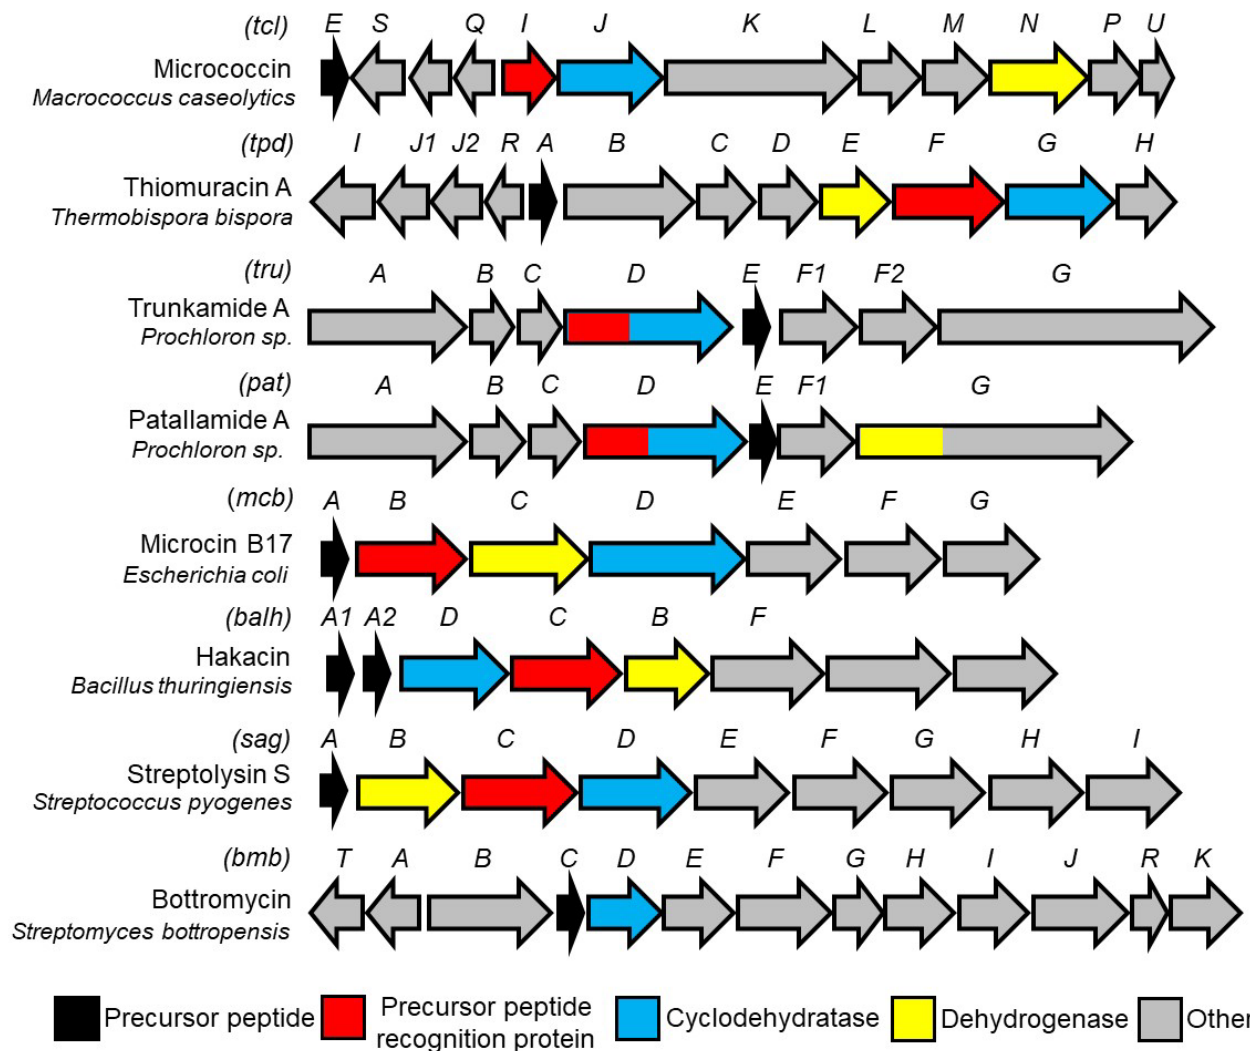 (tcl) E S Q I J K L M N P U
Micrococcin
Macrococcus caseolytics
(tpd) I J1 J2 R A B C D E F G H
Thiomuracin A
Thermobispora bispora
(tru) A B C D E F1 F2 G
Trunkamide A
Prochloron sp.
(pat) A B C D E F1 G
Patallamide A
Prochloron sp.
(mcb) A B C D E F G
Microcin B17
Escherichia coli
(balh) A1 A2 D C B F
Hakacin
Bacillus thuringiensis
(sag) A B C D E F G H I
Streptolysin S
Streptococcus pyogenes
(bmb) T A B C D E F G H I J R K
Bottromycin
Streptomyces bottropensis
Precursor peptide Precursor peptide recognition protein Cyclodehydratase Dehydrogenase Other